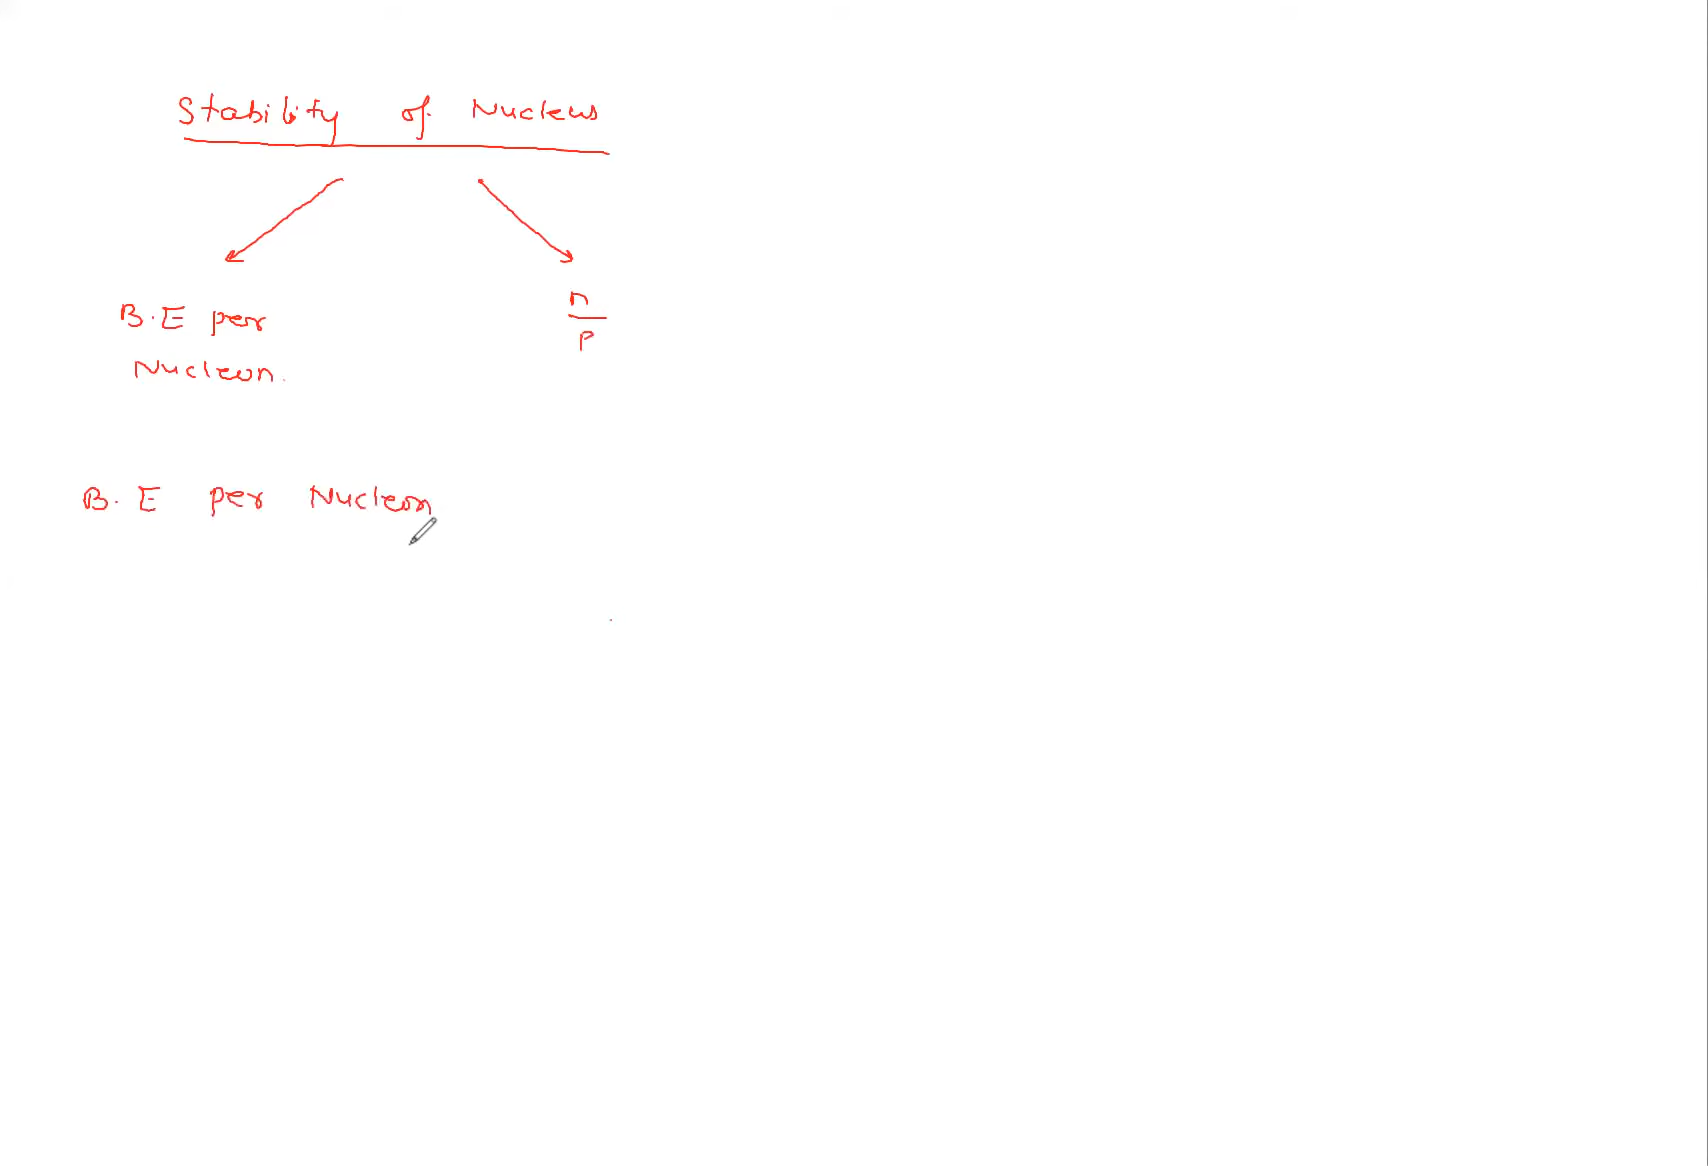 Stability of Nucleus
B.E per
Nucleon.
n
p
B.E per Nucleon